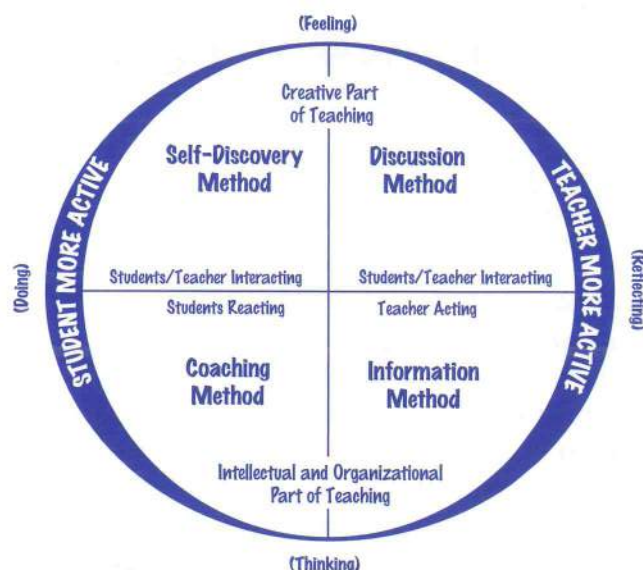 (Feeling)
Creative Part
of Teaching
Self-Discovery
Method
Discussion
Method
STUDENT MORE ACTIVE
TEACHER MORE ACTIVE
(Doing)
(Reflecting)
Students/Teacher Interacting
Students/Teacher Interacting
Students Reacting
Teacher Acting
Coaching
Method
Information
Method
Intellectual and Organizational
Part of Teaching
(Thinking)